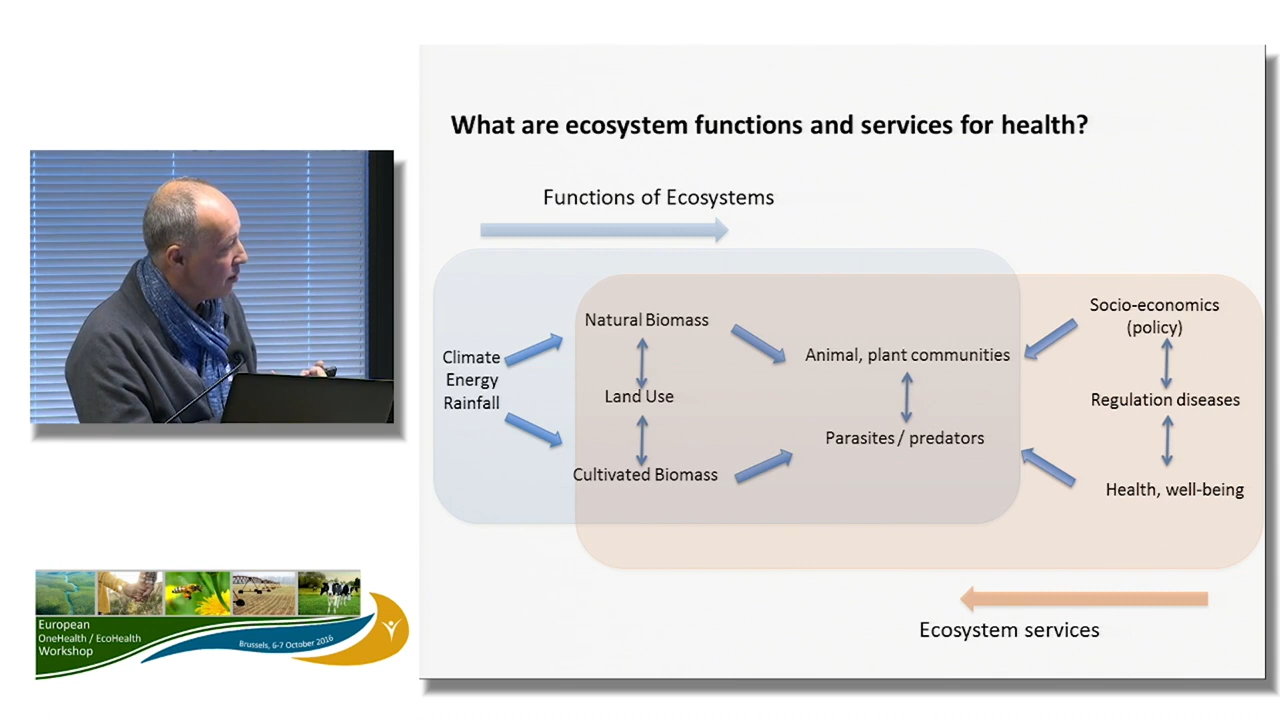 What are ecosystem functions and services for health?
Functions of Ecosystems
Climate
Energy
Rainfall
Natural Biomass
Land Use
Cultivated Biomass
Animal, plant communities
Parasites / predators
Socio-economics
(policy)
Regulation diseases
Health, well-being
Ecosystem services
European
OneHealth / EcoHealth
Workshop
Brussels, 6-7 October 2016